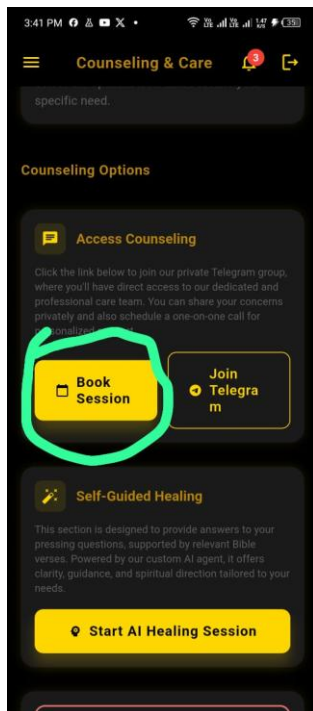 3:41 PM
Counseling & Care
3
specific need.
Counseling Options
Access Counseling
Click the link below to join our private Telegram group,
where you'll have direct access to our dedicated and
professional care team. You can share your concerns
privately and also schedule a one-on-one call for
Book
Session
Join
Telegra
m
Self-Guided Healing
This section is designed to provide answers to your
pressing questions, supported by relevant Bible
verses. Powered by our custom AI agent, it offers
clarity, guidance, and spiritual direction tailored to your
needs.
Start AI Healing Session